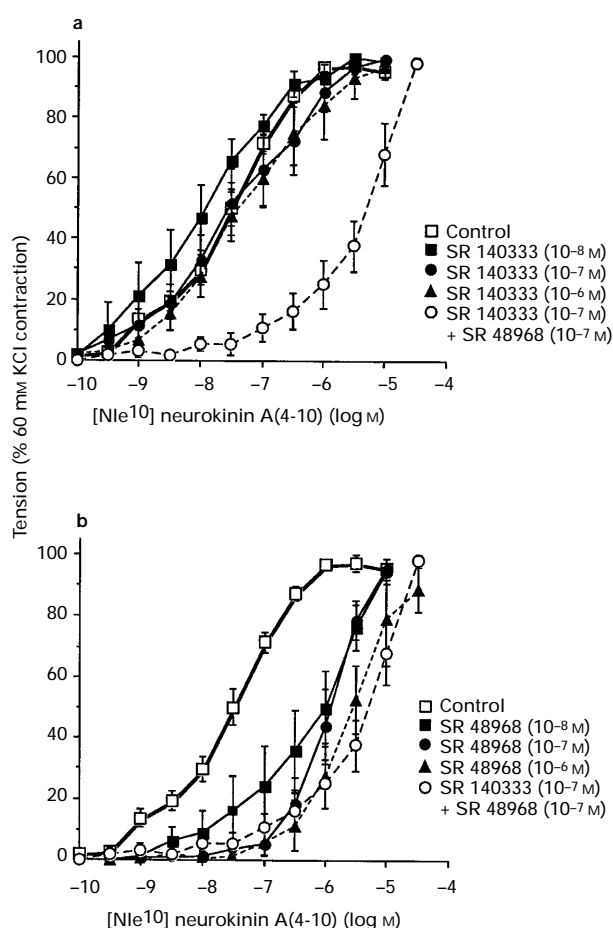 a
100
80
60
40
20
0
−10 −9 −8 −7 −6 −5 −4
[Nle¹⁰] neurokinin A(4-10) (log M)
Control
SR 140333 (10⁻⁸ M)
SR 140333 (10⁻⁷ M)
SR 140333 (10⁻⁶ M)
SR 140333 (10⁻⁷ M)
+ SR 48968 (10⁻⁷ M)
Tension (% 60 mM KCl contraction)
b
100
80
60
40
20
0
−10 −9 −8 −7 −6 −5 −4
[Nle¹⁰] neurokinin A(4-10) (log M)
Control
SR 48968 (10⁻⁸ M)
SR 48968 (10⁻⁷ M)
SR 48968 (10⁻⁶ M)
SR 140333 (10⁻⁷ M)
+ SR 48968 (10⁻⁷ M)